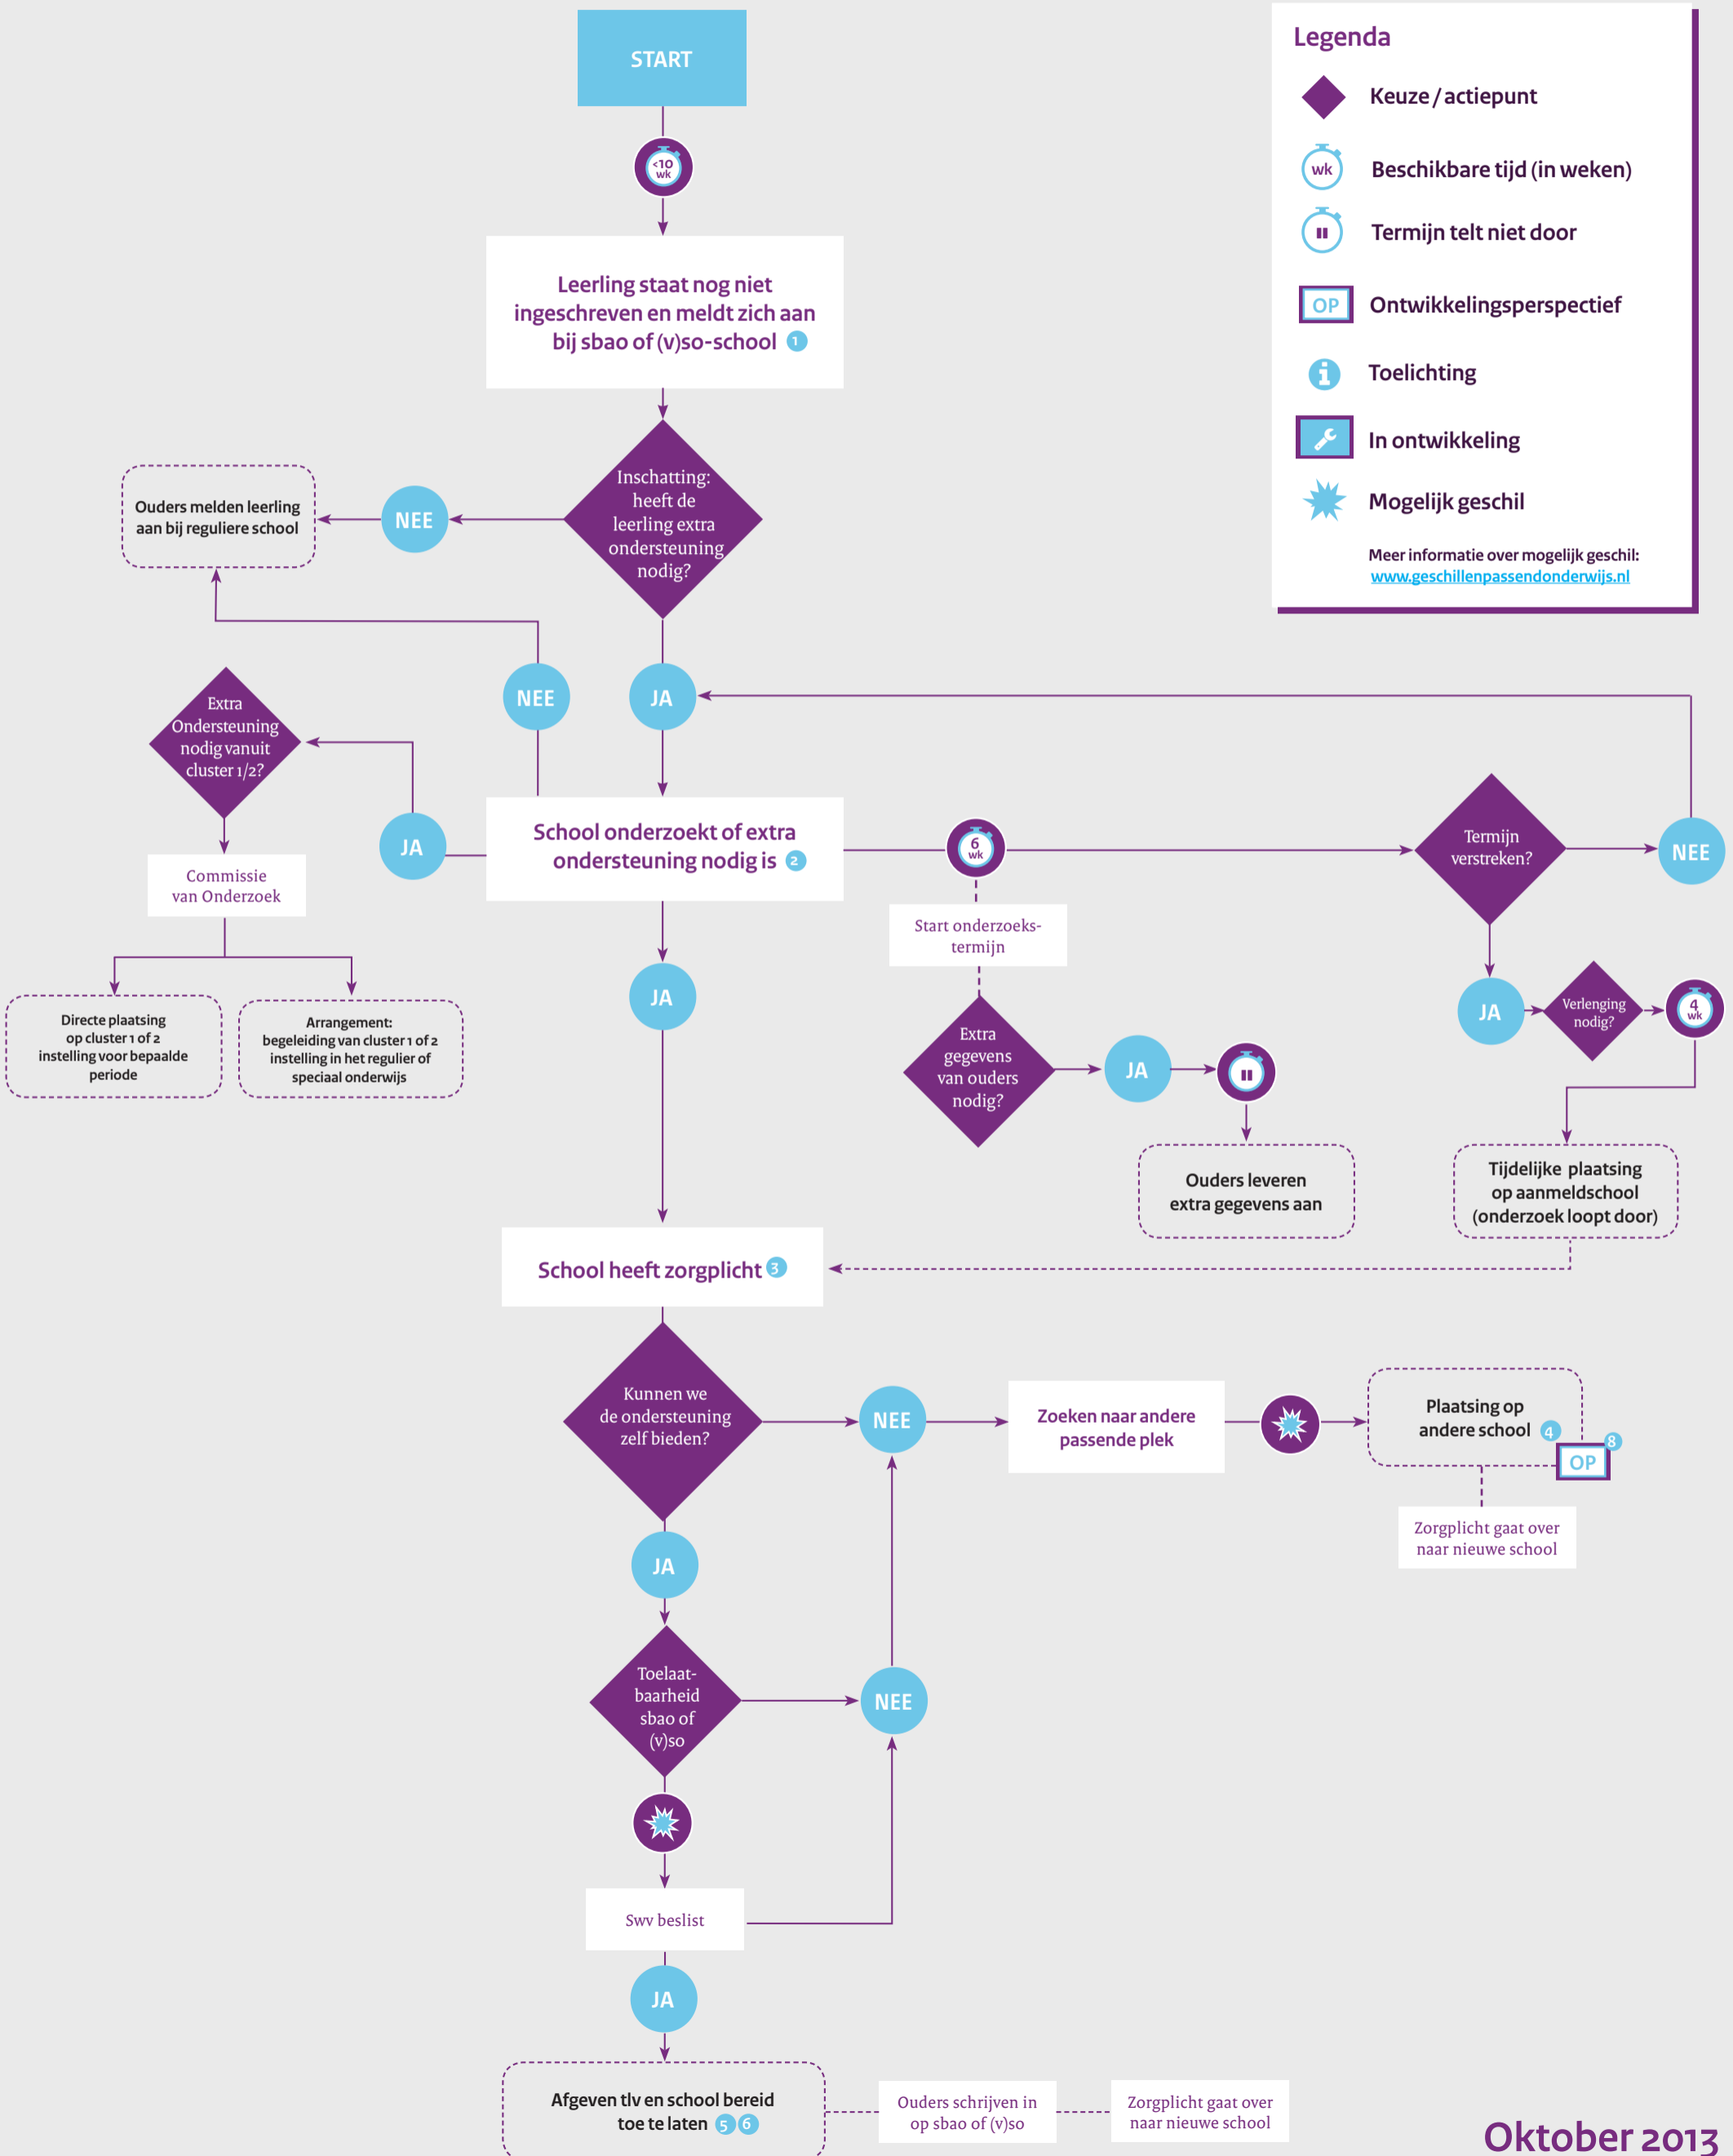 START
<10
wk
Leerling staat nog niet
ingeschreven en meldt zich aan
bij sbao of (v)so-school 1
Inschatting:
heeft de
leerling extra
ondersteuning
nodig?
NEE
Ouders melden leerling
aan bij reguliere school
NEE
JA
Extra
Ondersteuning
nodig vanuit
cluster 1/2?
JA
Commissie
van Onderzoek
Directe plaatsing
op cluster 1 of 2
instelling voor bepaalde
periode
Arrangement:
begeleiding van cluster 1 of 2
instelling in het regulier of
speciaal onderwijs
School onderzoekt of extra
ondersteuning nodig is 2
6
wk
Start onderzoeks-
termijn
Extra
gegevens
van ouders
nodig?
JA
Ouders leveren
extra gegevens aan
Termijn
verstreken?
NEE
JA
Verlenging
nodig?
4
wk
Tijdelijke plaatsing
op aanmeldschool
(onderzoek loopt door)
JA
School heeft zorgplicht 3
Kunnen we
de ondersteuning
zelf bieden?
NEE
Zoeken naar andere
passende plek
Plaatsing op
andere school 4
8
OP
Zorgplicht gaat over
naar nieuwe school
JA
Toelaat-
baarheid
sbao of
(v)so
NEE
Swv beslist
JA
Afgeven tlv en school bereid
toe te laten 5 6
Ouders schrijven in
op sbao of (v)so
Zorgplicht gaat over
naar nieuwe school
Legenda
Keuze / actiepunt
wk
Beschikbare tijd (in weken)
Termijn telt niet door
OP
Ontwikkelingsperspectief
i
Toelichting
In ontwikkeling
Mogelijk geschil
Meer informatie over mogelijk geschil:
www.geschillenpassendonderwijs.nl
Oktober 2013